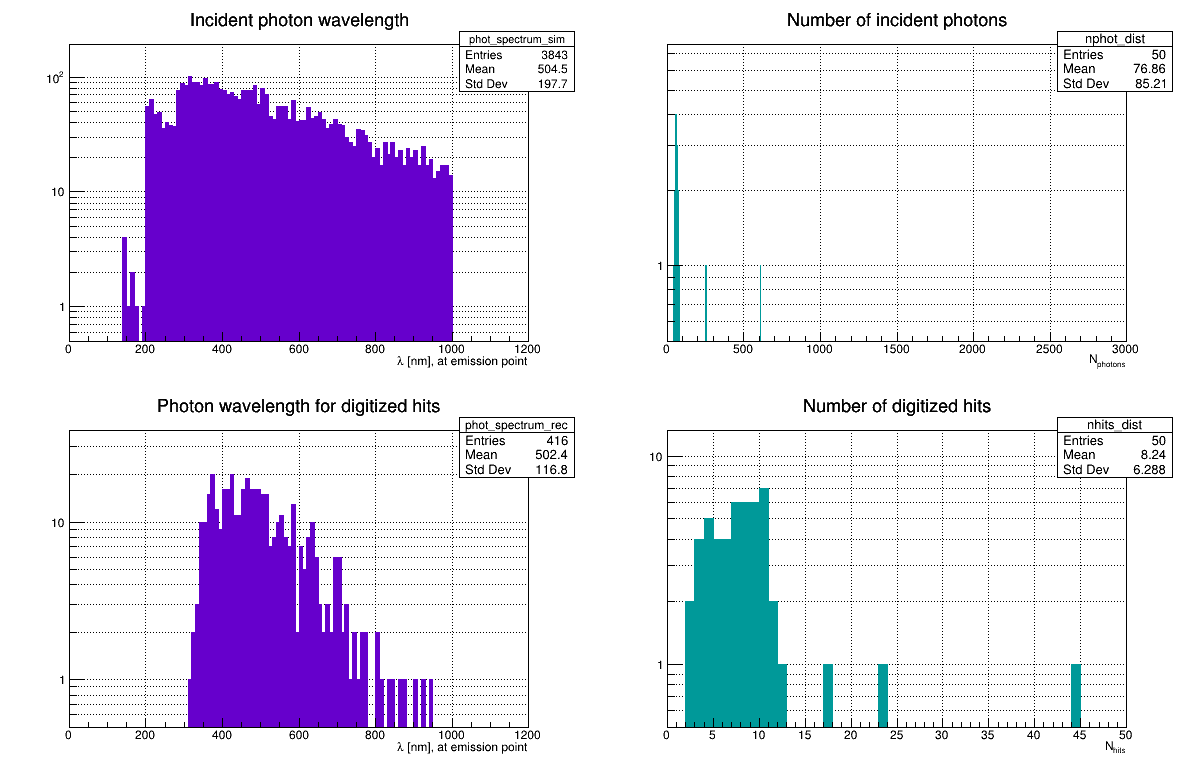 Incident photon wavelength
phot_spectrum_sim
Entries 3843
Mean 504.5
Std Dev 197.7
10²
10
1
0 200 400 600 800 1000 1200
λ [nm], at emission point
Number of incident photons
nphot_dist
Entries 50
Mean 76.86
Std Dev 85.21
1
0 500 1000 1500 2000 2500 3000
Nphotons
Photon wavelength for digitized hits
phot_spectrum_rec
Entries 416
Mean 502.4
Std Dev 116.8
10
1
0 200 400 600 800 1000 1200
λ [nm], at emission point
Number of digitized hits
nhits_dist
Entries 50
Mean 8.24
Std Dev 6.288
10
1
0 5 10 15 20 25 30 35 40 45 50
Nhits